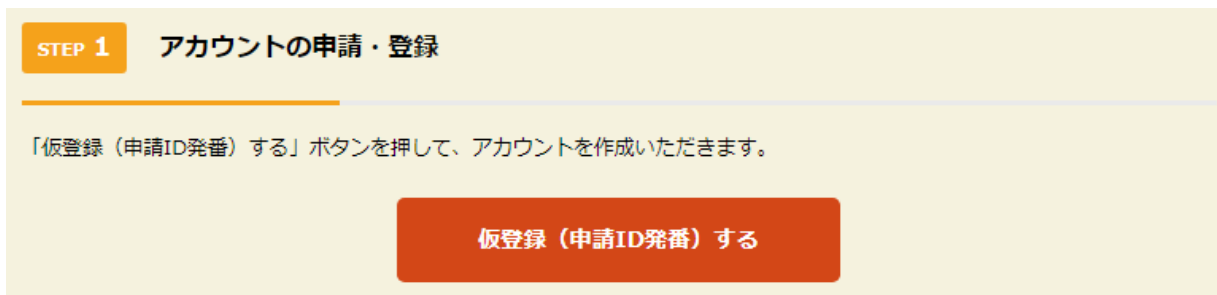 STEP 1 アカウントの申請・登録
「仮登録（申請ID発番）する」ボタンを押して、アカウントを作成いただきます。
仮登録（申請ID発番）する